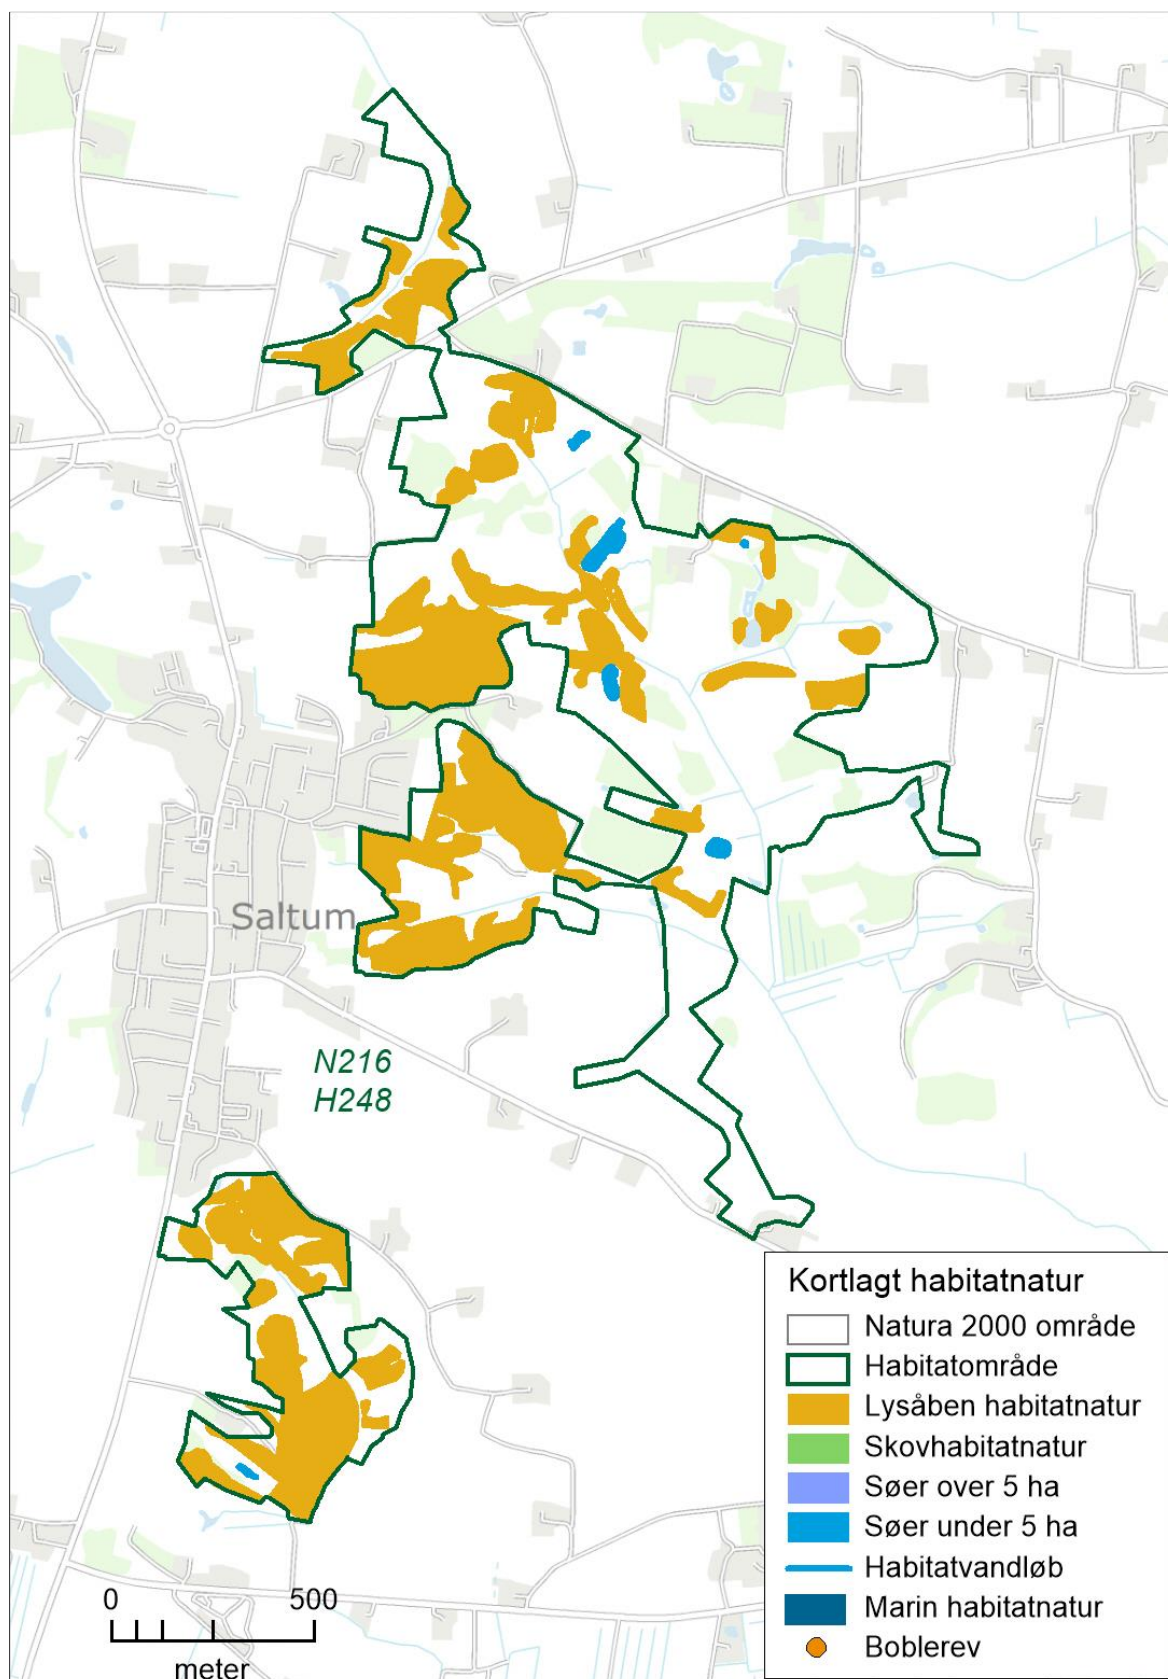 Saltum
N216
H248
Kortlagt habitatnatur
Natura 2000 område
Habitatområde
Lysåben habitatnatur
Skovhabitatnatur
Søer over 5 ha
Søer under 5 ha
Habitatvandløb
Marin habitatnatur
Boblerev
0 500
meter